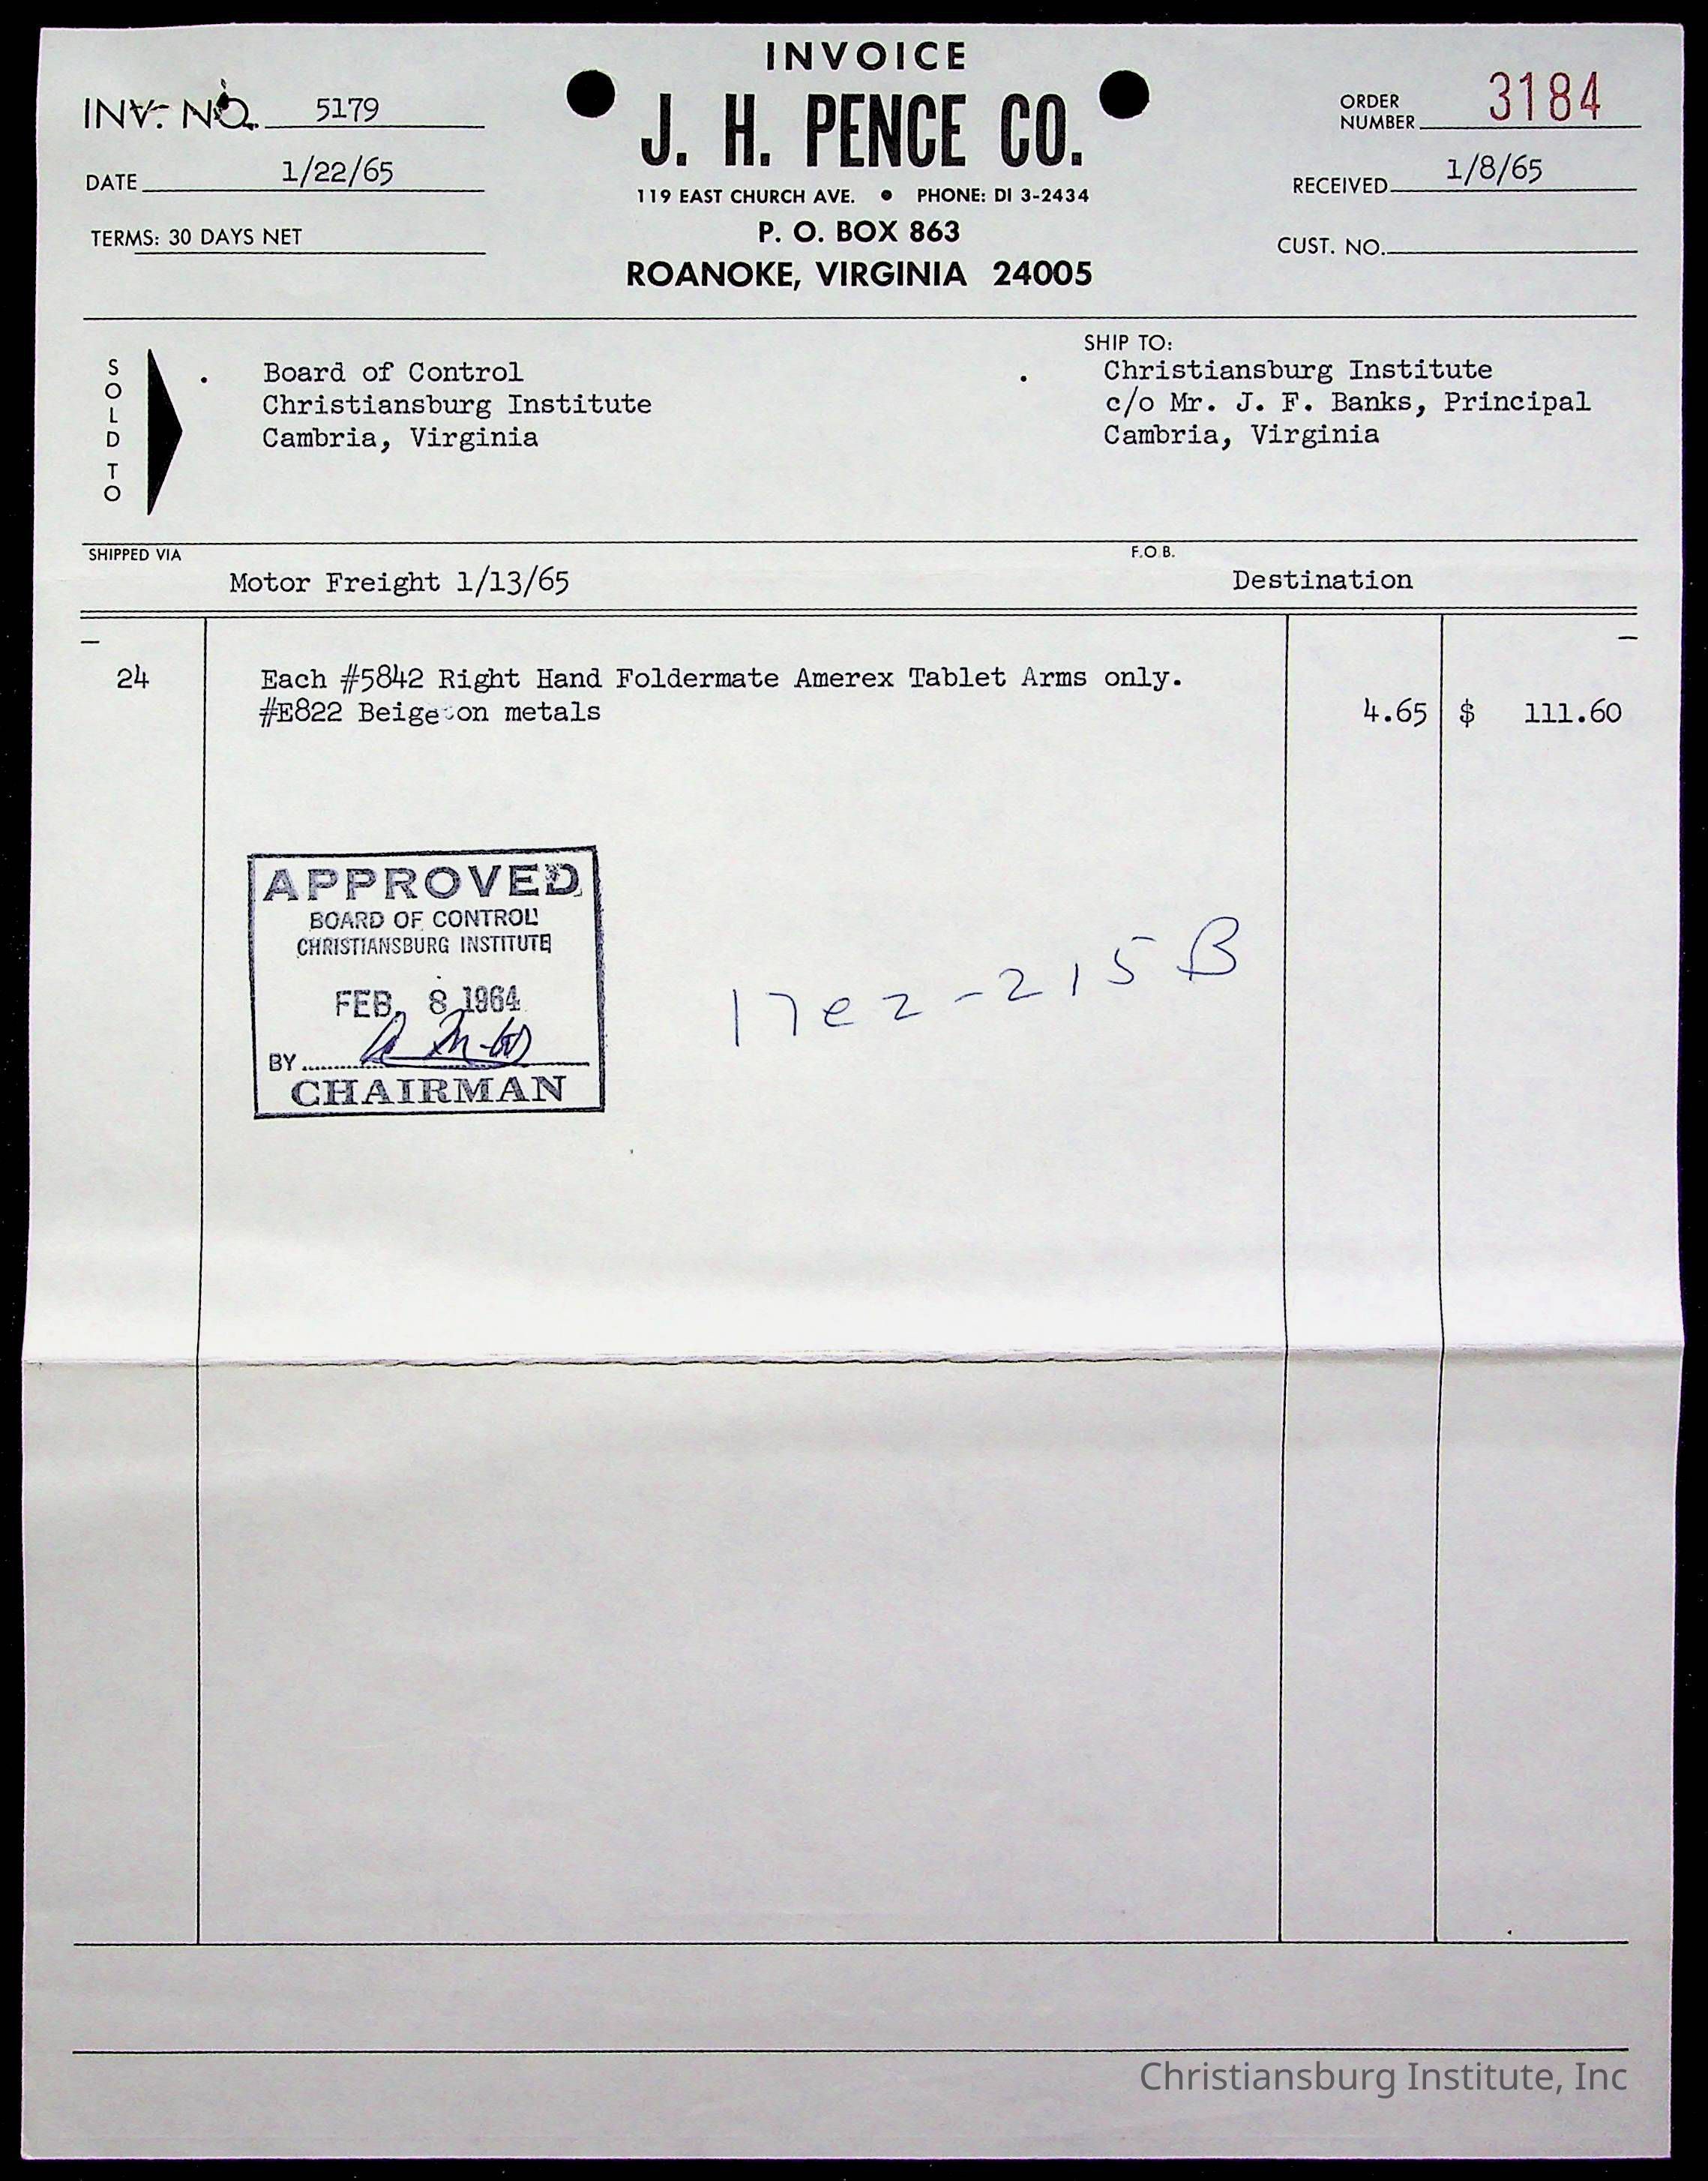 INVOICE
INV. NO. 5179
J. H. PENCE CO.
ORDER NUMBER 3184
DATE 1/22/65
119 EAST CHURCH AVE. • PHONE: DI 3-2434
RECEIVED 1/8/65
TERMS: 30 DAYS NET
P. O. BOX 863
CUST. NO.
ROANOKE, VIRGINIA 24005
SOLD TO
Board of Control
Christiansburg Institute
Cambria, Virginia
SHIP TO:
Christiansburg Institute
c/o Mr. J. F. Banks, Principal
Cambria, Virginia
SHIPPED VIA
Motor Freight 1/13/65
F.O.B.
Destination
24 Each #5842 Right Hand Foldermate Amerex Tablet Arms only.
#E822 Beige on metals 4.65 $ 111.60
APPROVED
BOARD OF CONTROL
CHRISTIANSBURG INSTITUTE
FEB. 8 1964
BY
CHAIRMAN
17e2-215B
Christiansburg Institute, Inc